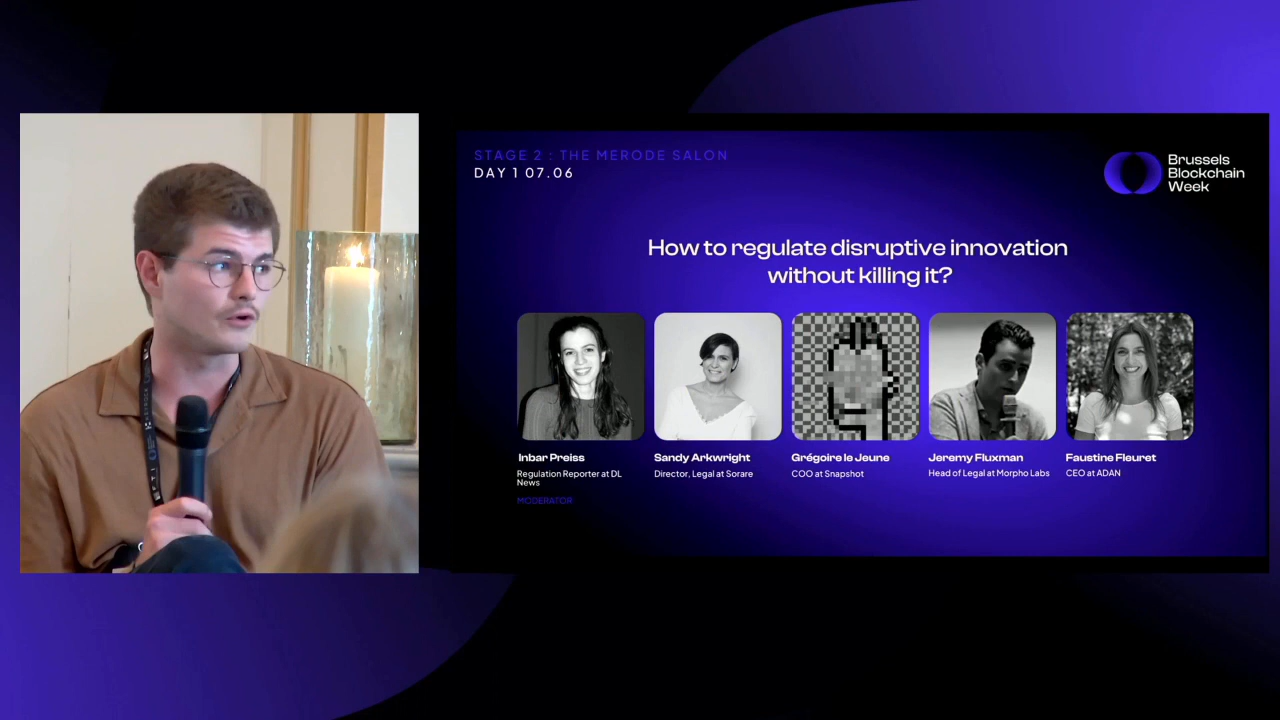 STAGE 2 : THE MERODE SALON
DAY 1 07.06
Brussels
Blockchain
Week
How to regulate disruptive innovation
without killing it?
Inbar Preiss
Regulation Reporter at DL
News
MODERATOR
Sandy Arkwright
Director, Legal at Sorare
Grégoire le Jeune
COO at Snapshot
Jeremy Fluxman
Head of Legal at Morpho Labs
Faustine Fleuret
CEO at ADAN